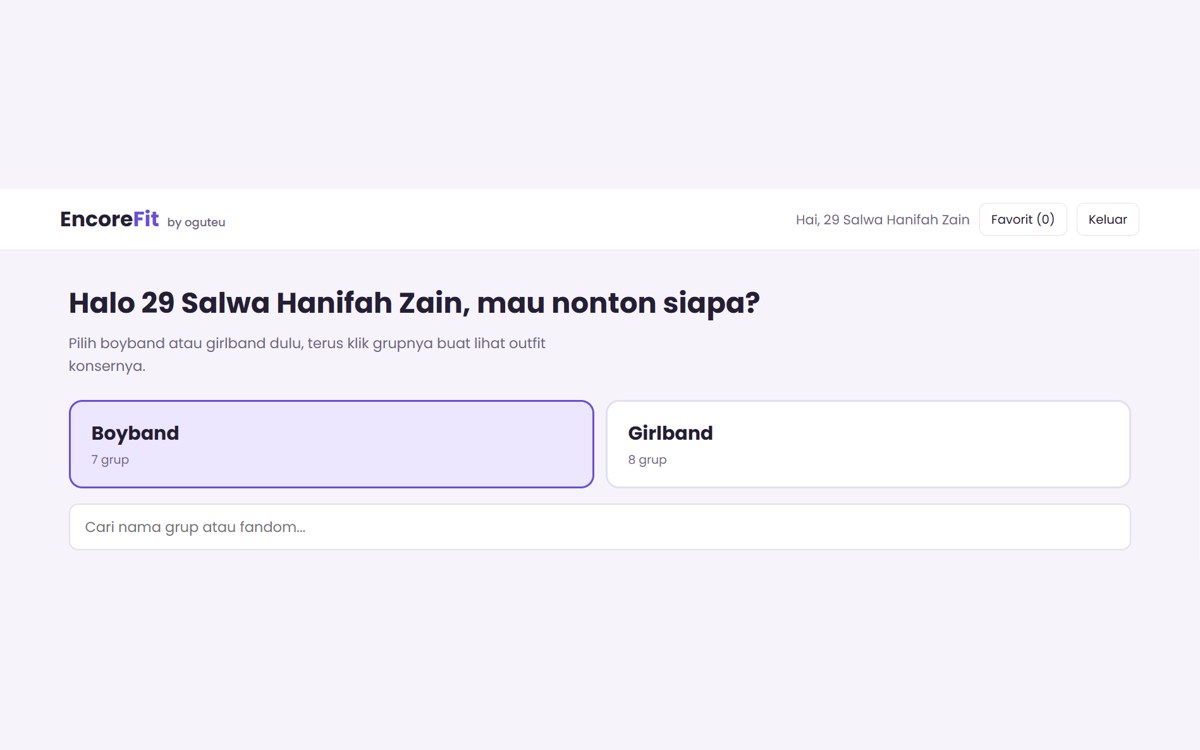 EncoreFit by oguteu
Hai, 29 Salwa Hanifah Zain
Favorit (0)
Keluar
Halo 29 Salwa Hanifah Zain, mau nonton siapa?
Pilih boyband atau girlband dulu, terus klik grupnya buat lihat outfit
konsernya.
Boyband
7 grup
Girlband
8 grup
Cari nama grup atau fandom...